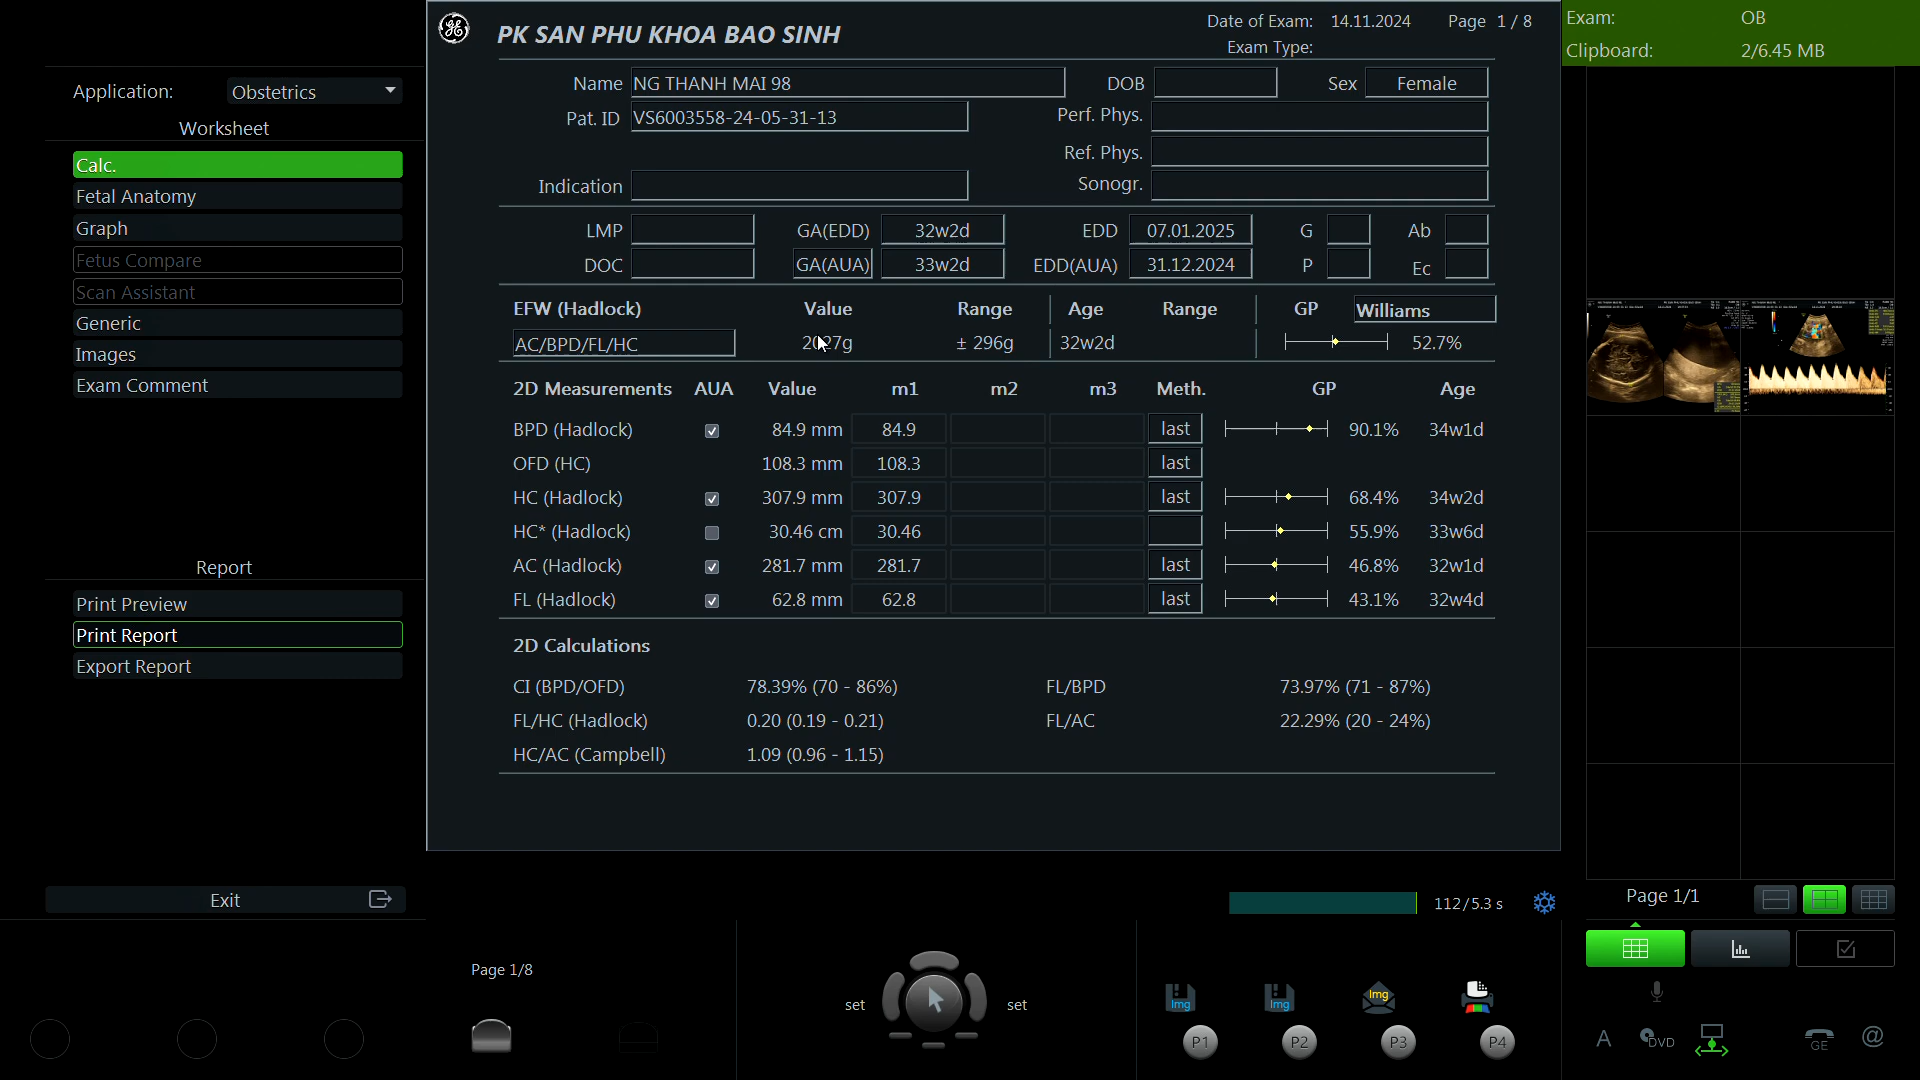 PK SAN PHU KHOA BAO SINH
Date of Exam: 14.11.2024 Page 1 / 8
Exam Type:
Exam: OB
Clipboard: 2/6.45 MB
Application: Obstetrics
Worksheet
Calc.
Fetal Anatomy
Graph
Fetus Compare
Scan Assistant
Generic
Images
Exam Comment
Report
Print Preview
Print Report
Export Report
Exit
Name NG THANH MAI 98 DOB Sex Female
Pat. ID VS6003558-24-05-31-13 Perf. Phys.
Ref. Phys.
Indication Sonogr.
LMP GA(EDD) 32w2d EDD 07.01.2025 G Ab
DOC GA(AUA) 33w2d EDD(AUA) 31.12.2024 P Ec
EFW (Hadlock) Value Range Age Range GP Williams
AC/BPD/FL/HC ± 296g 32w2d 52.7%
2D Measurements AUA Value m1 m2 m3 Meth. GP Age
BPD (Hadlock) 84.9 mm 84.9 last 90.1% 34w1d
OFD (HC) 108.3 mm 108.3 last
HC (Hadlock) 307.9 mm 307.9 last 68.4% 34w2d
HC* (Hadlock) 30.46 cm 30.46 55.9% 33w6d
AC (Hadlock) 281.7 mm 281.7 last 46.8% 32w1d
FL (Hadlock) 62.8 mm 62.8 last 43.1% 32w4d
2D Calculations
CI (BPD/OFD) 78.39% (70 - 86%) FL/BPD 73.97% (71 - 87%)
FL/HC (Hadlock) 0.20 (0.19 - 0.21) FL/AC 22.29% (20 - 24%)
HC/AC (Campbell) 1.09 (0.96 - 1.15)
112/5.3 s
Page 1/1
Page 1/8
set set
Img Img Img
P1 P2 P3 P4
A DVD GE @